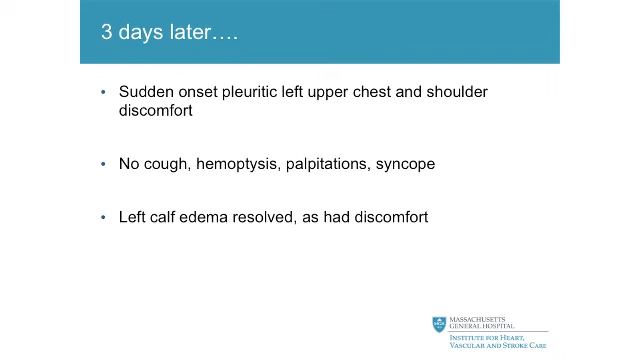 3 days later….
• Sudden onset pleuritic left upper chest and shoulder
discomfort
• No cough, hemoptysis, palpitations, syncope
• Left calf edema resolved, as had discomfort
MASSACHUSETTS
GENERAL HOSPITAL
INSTITUTE FOR HEART,
VASCULAR AND STROKE CARE